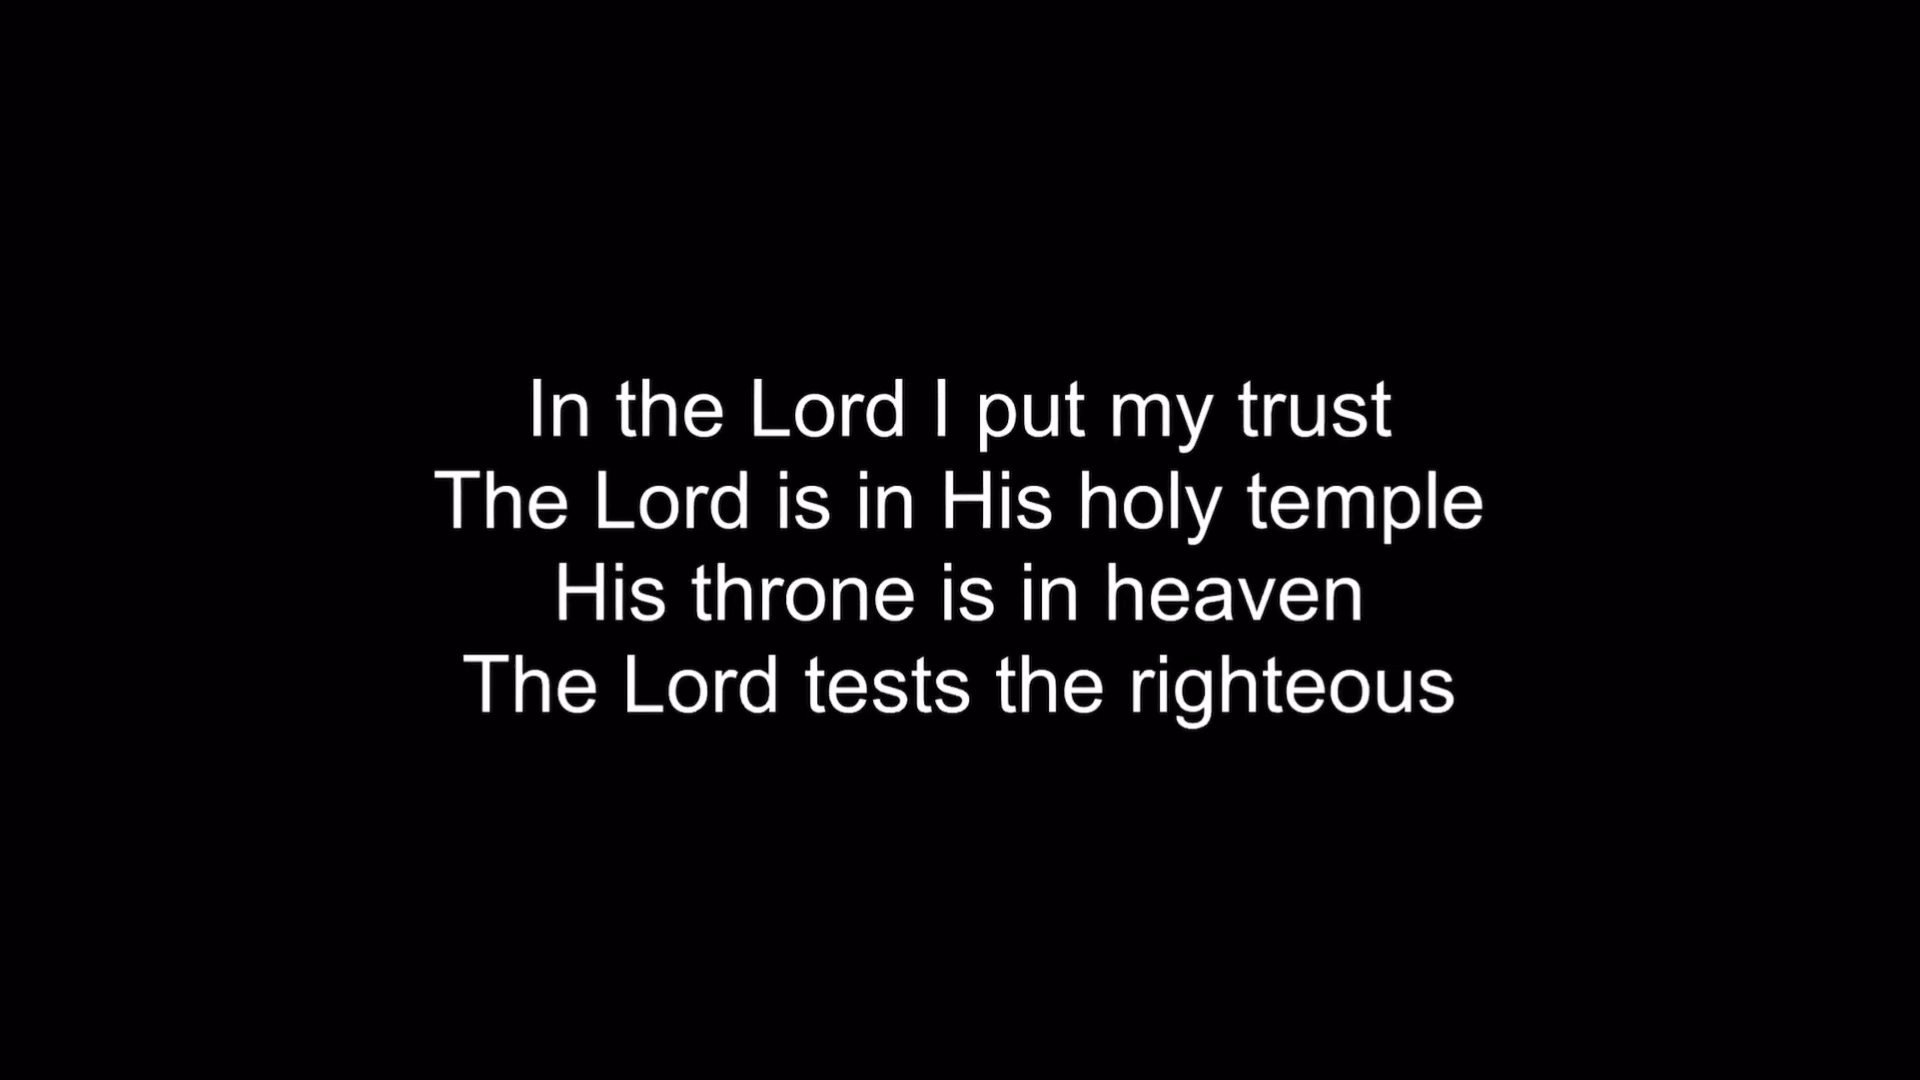 In the Lord I put my trust
The Lord is in His holy temple
His throne is in heaven
The Lord tests the righteous